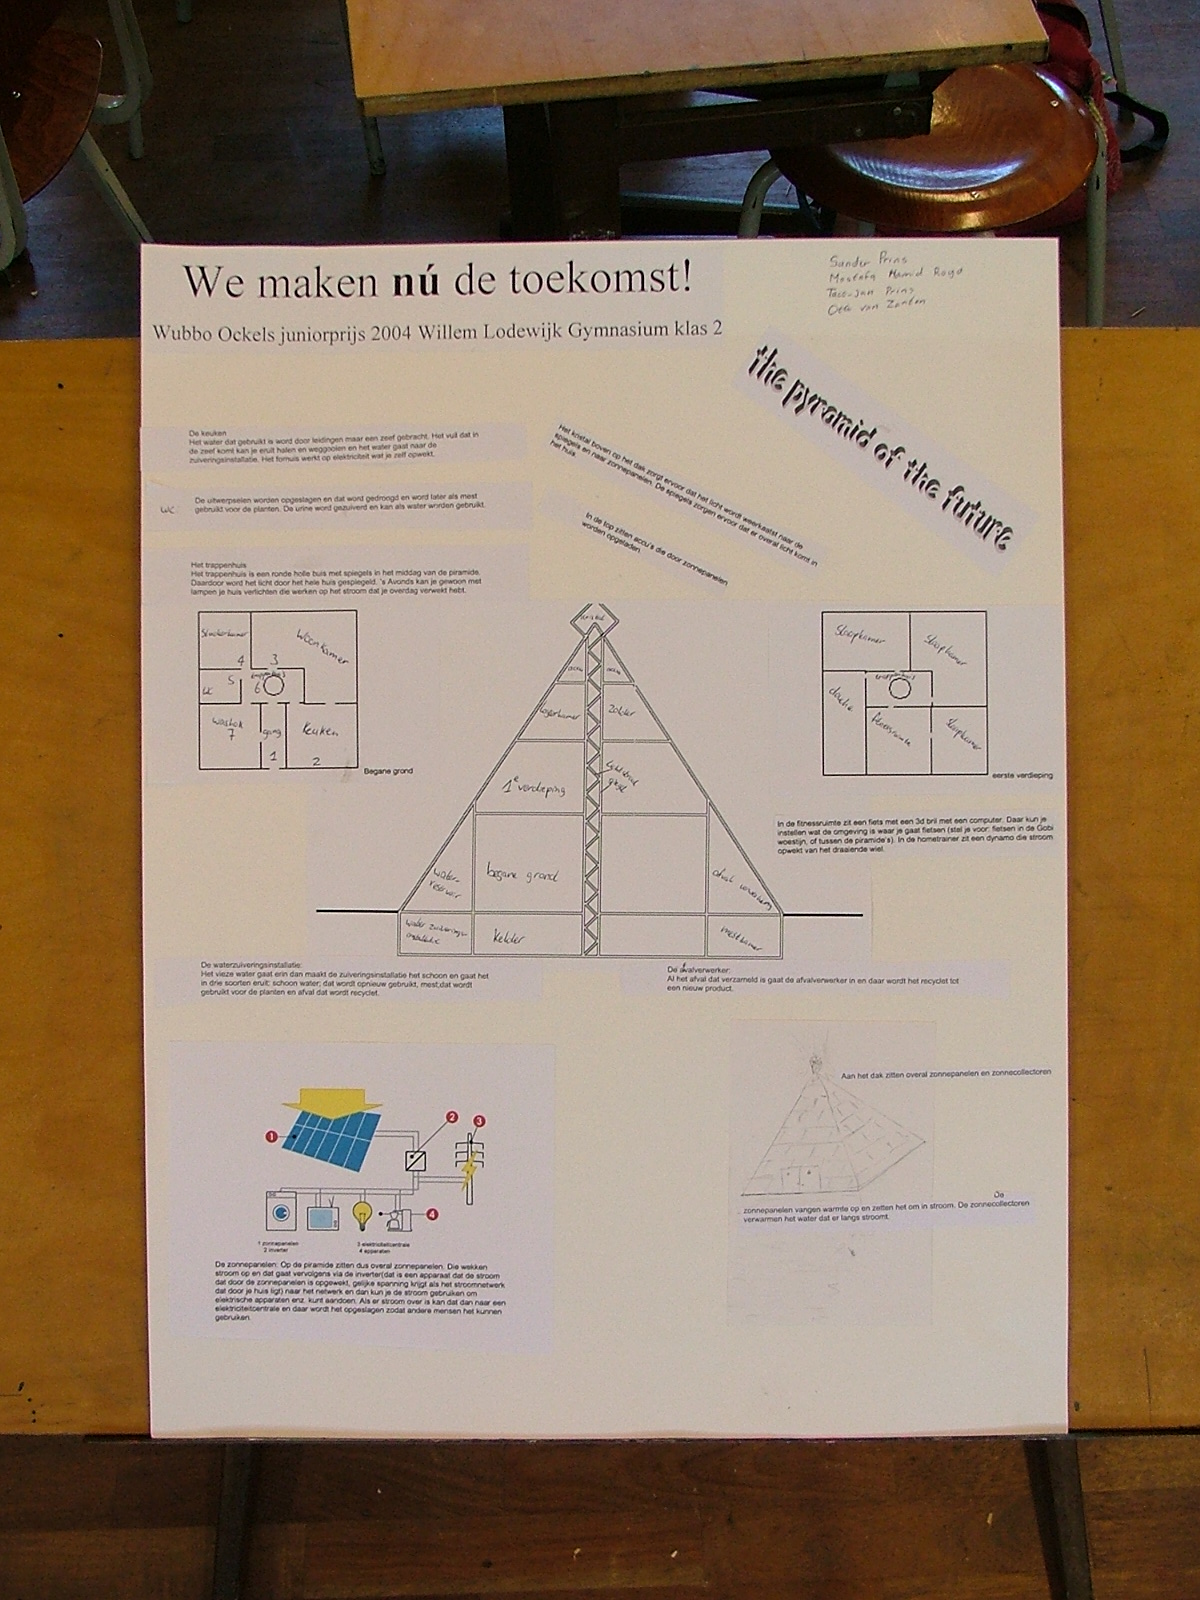 We maken nú de toekomst!
Wubbo Ockels juniorprijs 2004 Willem Lodewijk Gymnasium klas 2
Sander Prins
Mostafa Hamid
Taco-Jan Prins
Otto van Zanten
the pyramid of the future
De keuken
Het water dat gebruikt is word door leidingen maar een zeef gebracht. Het vuil dat in
de zeef komt kan je eruit halen en weggooien en het water gaat naar de
zuiveringsinstallatie. Het fornuis werkt op elektriciteit wat je zelf opwekt.
WC
De uitwerpselen worden opgeslagen en dat word gedroogd en word later als mest
gebruikt voor de planten. De urine word gezuiverd en kan als water worden gebruikt.
Het kristal boven op het dak zorgt ervoor dat het licht wordt weerkaatst naar de
spiegels en naar zonnepanelen. De spiegels zorgen ervoor dat er overal licht komt in
het huis.
In de top zitten accu's die door zonnepanelen
worden opgeladen.
Het trappenhuis
Het trappenhuis is een ronde holle buis met spiegels in het middag van de piramide.
Daardoor word het licht door het hele huis gespiegeld. 's Avonds kan je gewoon met
lampen je huis verlichten die werken op het stroom dat je overdag verwekt hebt.
woonkamer
4 3
5 6
trappenhuis
washok
7
gang
1
keuken
2
Begane grond
kristal
accu
accu
zolder
1e verdieping
water-
reservoir
begane grond
afval verwerking
water zuiverings-
installatie
kelder
mestkamer
Slaapkamer
Slaapkamer
trappenhuis
douche
fitnessruimte
Slaapkamer
eerste verdieping
In de fitnessruimte zit een fiets met een 3d bril met een computer. Daar kun je
instellen wat de omgeving is waar je gaat fietsen (stel je voor: fietsen in de Gobi
woestijn, of tussen de piramide's). In de hometrainer zit een dynamo die stroom
opwekt van het draaiende wiel.
De waterzuiveringsinstallatie:
Het vieze water gaat erin dan maakt de zuiveringsinstallatie het schoon en gaat het
in drie soorten eruit: schoon water; dat wordt opnieuw gebruikt, mest;dat wordt
gebruikt voor de planten en afval dat wordt recyclet.
De afvalverwerker:
Al het afval dat verzameld is gaat de afvalverwerker in en daar wordt het recyclet tot
een nieuw product.
1
2
3
4
1 zonnepanelen
2 inverter
3 elektriciteitcentrale
4 apparaten
De zonnepanelen: Op de piramide zitten dus overal zonnepanelen. Die wekken
stroom op en dat gaat vervolgens via de inverter(dat is een apparaat dat de stroom
dat door de zonnepanelen is opgewekt, gelijke spanning krijgt als het stroomnetwerk
dat door je huis ligt) naar het netwerk en dan kun je de stroom gebruiken om
elektrische apparaten enz. kunt aandoen. Als er stroom over is kan dat dan naar een
elektriciteitcentrale en daar wordt het opgeslagen zodat andere mensen het kunnen
gebruiken.
Aan het dak zitten overal zonnepanelen en zonnecollectoren
De
zonnepanelen vangen warmte op en zetten het om in stroom. De zonnecollectoren
verwarmen het water dat er langs stroomt.